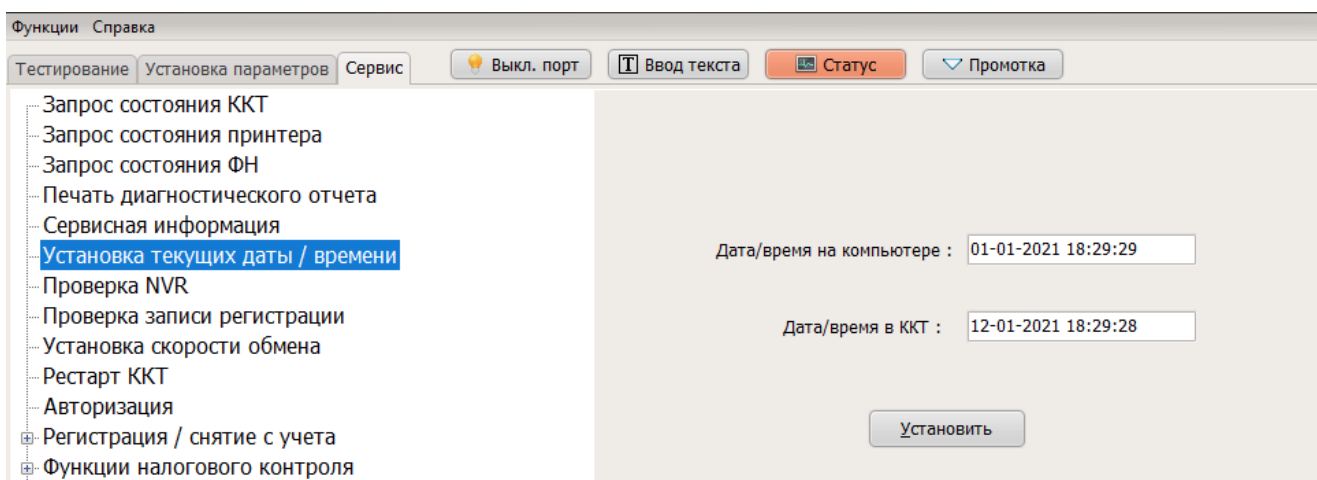 Функции Справка
Тестирование Установка параметров Сервис Выкл. порт Ввод текста Статус Промотка
Запрос состояния ККТ
Запрос состояния принтера
Запрос состояния ФН
Печать диагностического отчета
Сервисная информация
Установка текущих даты / времени
Проверка NVR
Проверка записи регистрации
Установка скорости обмена
Рестарт ККТ
Авторизация
Регистрация / снятие с учета
Функции налогового контроля
Дата/время на компьютере : 01-01-2021 18:29:29
Дата/время в ККТ : 12-01-2021 18:29:28
Установить